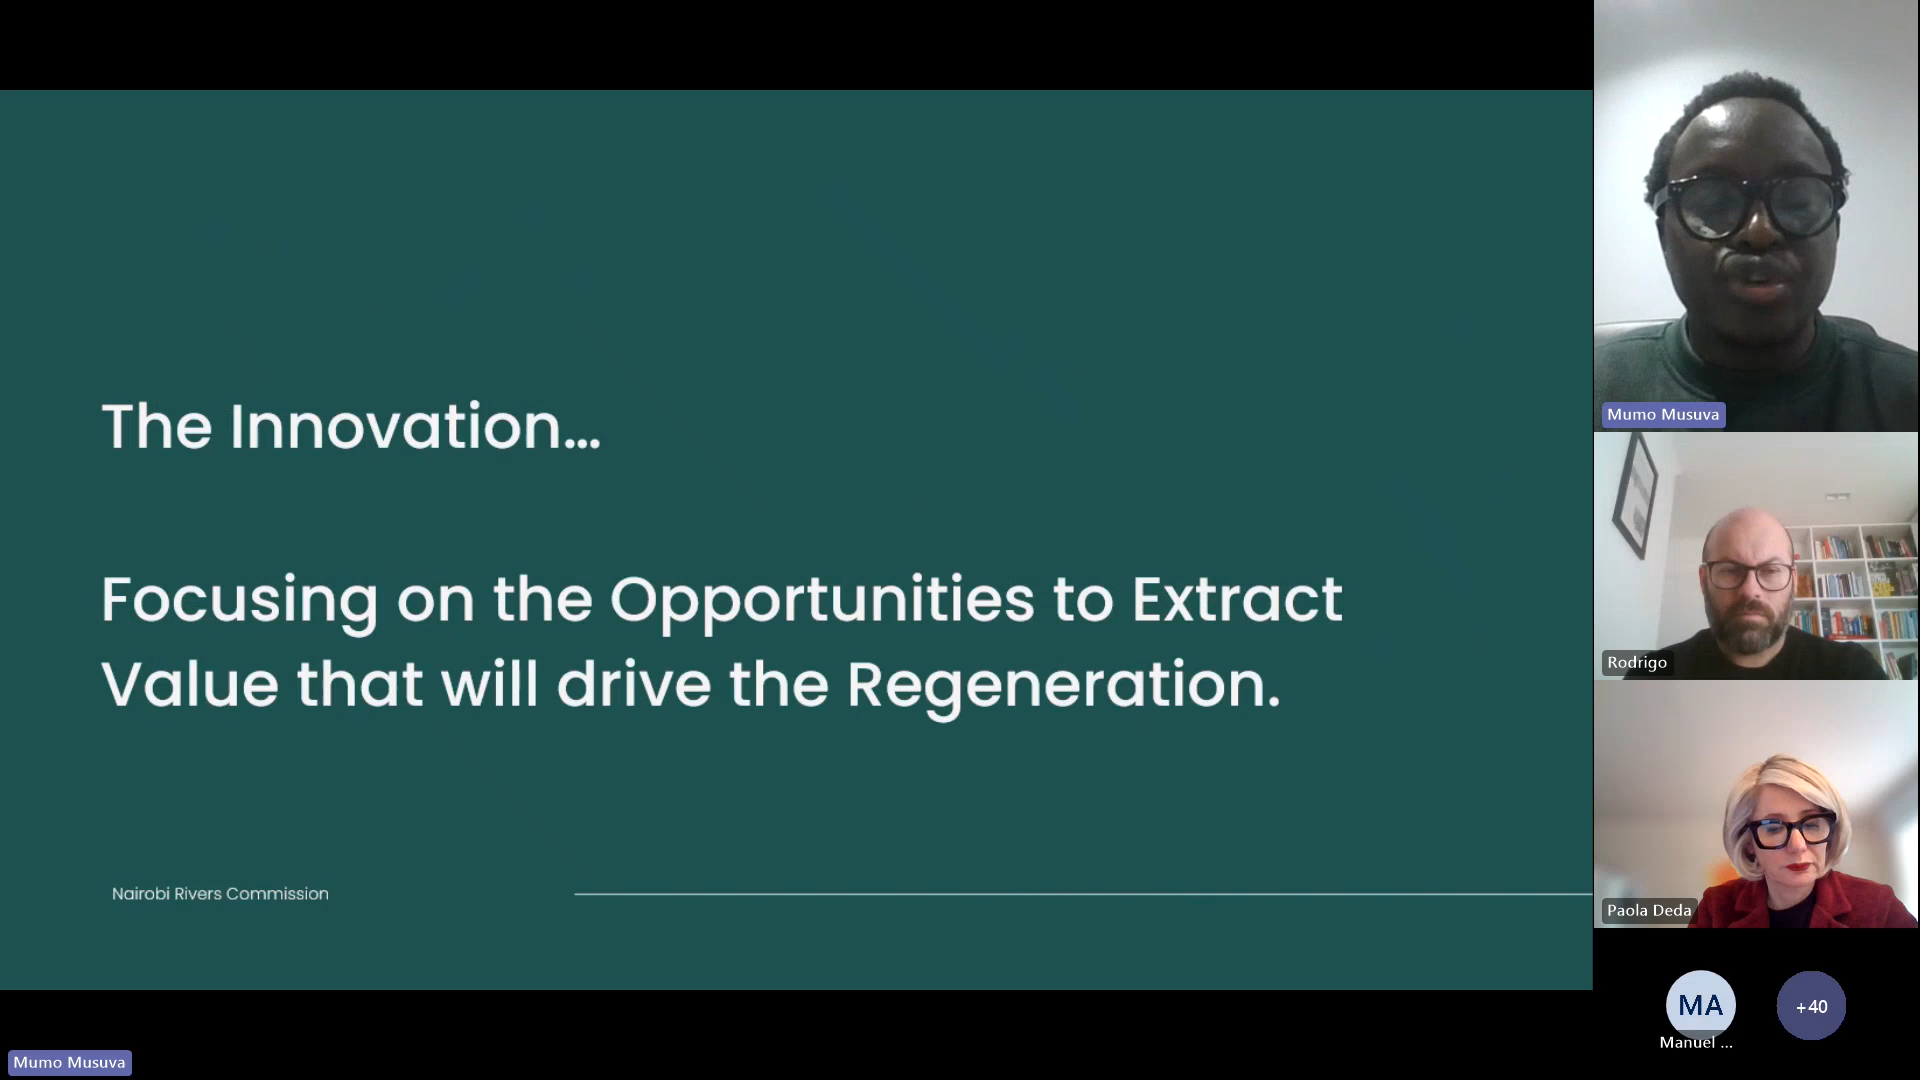 The Innovation...
Focusing on the Opportunities to Extract
Value that will drive the Regeneration.
Nairobi Rivers Commission
Mumo Musuva
Mumo Musuva
Rodrigo
Paola Deda
MA
Manuel ...
+40